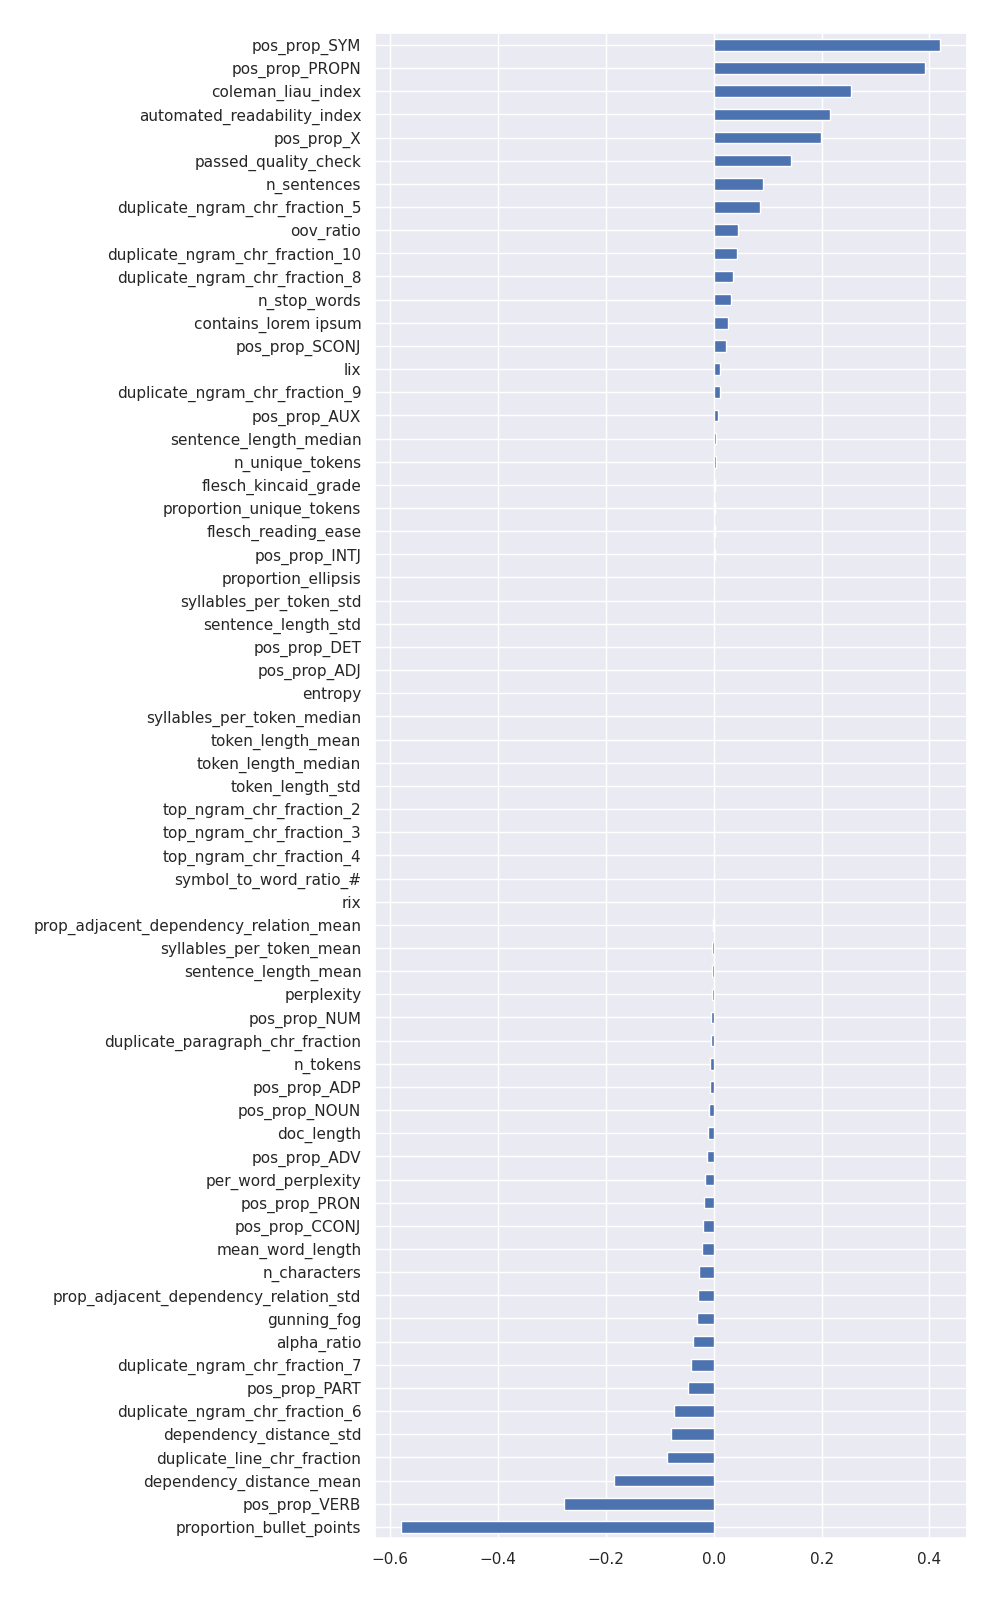 pos_prop_SYM
pos_prop_PROPN
coleman_liau_index
automated_readability_index
pos_prop_X
passed_quality_check
n_sentences
duplicate_ngram_chr_fraction_5
oov_ratio
duplicate_ngram_chr_fraction_10
duplicate_ngram_chr_fraction_8
n_stop_words
contains_lorem ipsum
pos_prop_SCONJ
lix
duplicate_ngram_chr_fraction_9
pos_prop_AUX
sentence_length_median
n_unique_tokens
flesch_kincaid_grade
proportion_unique_tokens
flesch_reading_ease
pos_prop_INTJ
proportion_ellipsis
syllables_per_token_std
sentence_length_std
pos_prop_DET
pos_prop_ADJ
entropy
syllables_per_token_median
token_length_mean
token_length_median
token_length_std
top_ngram_chr_fraction_2
top_ngram_chr_fraction_3
top_ngram_chr_fraction_4
symbol_to_word_ratio_#
rix
prop_adjacent_dependency_relation_mean
syllables_per_token_mean
sentence_length_mean
perplexity
pos_prop_NUM
duplicate_paragraph_chr_fraction
n_tokens
pos_prop_ADP
pos_prop_NOUN
doc_length
pos_prop_ADV
per_word_perplexity
pos_prop_PRON
pos_prop_CCONJ
mean_word_length
n_characters
prop_adjacent_dependency_relation_std
gunning_fog
alpha_ratio
duplicate_ngram_chr_fraction_7
pos_prop_PART
duplicate_ngram_chr_fraction_6
dependency_distance_std
duplicate_line_chr_fraction
dependency_distance_mean
pos_prop_VERB
proportion_bullet_points
−0.6 −0.4 −0.2 0.0 0.2 0.4